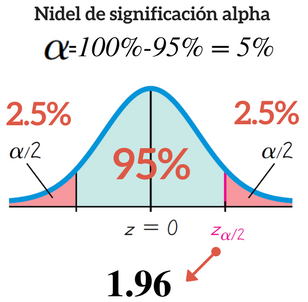 Nidel de significación alpha
α=100%-95% = 5%
2.5%
2.5%
α/2
α/2
95%
z = 0
zα/2
1.96